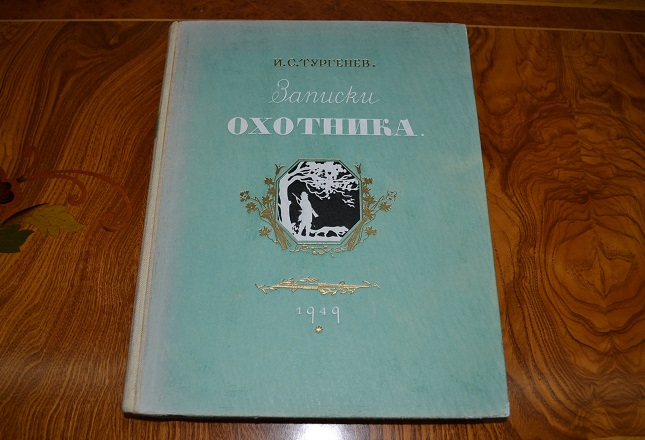 И.С.ТУРГЕНЕВ.
Записки
ОХОТНИКА.
1949